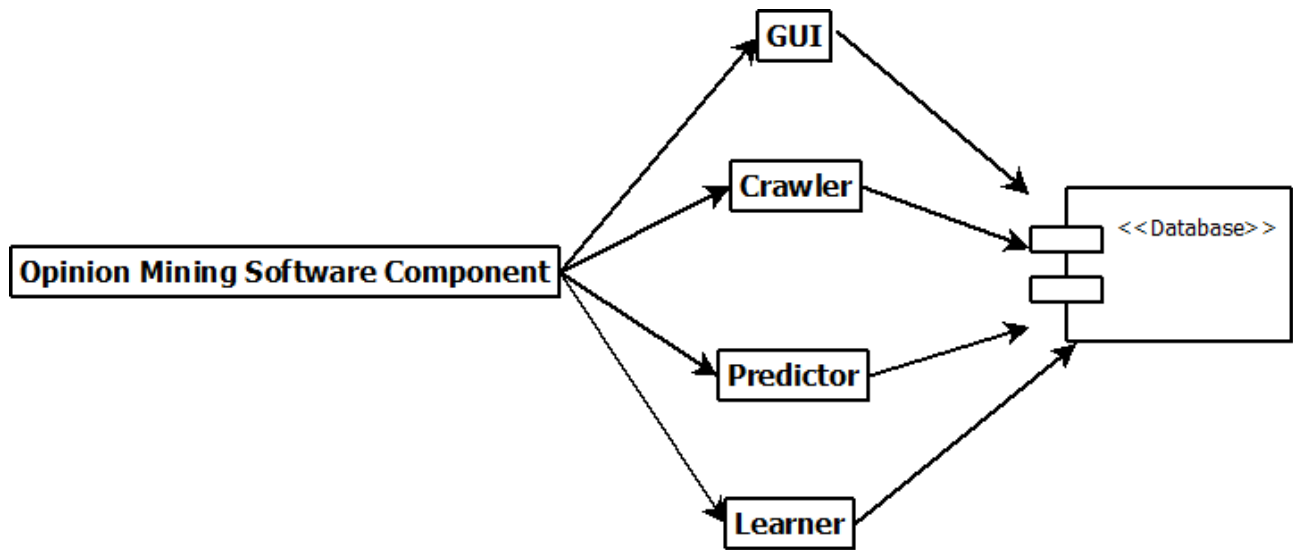 GUI
Crawler
<<Database>>
Opinion Mining Software Component
Predictor
Learner